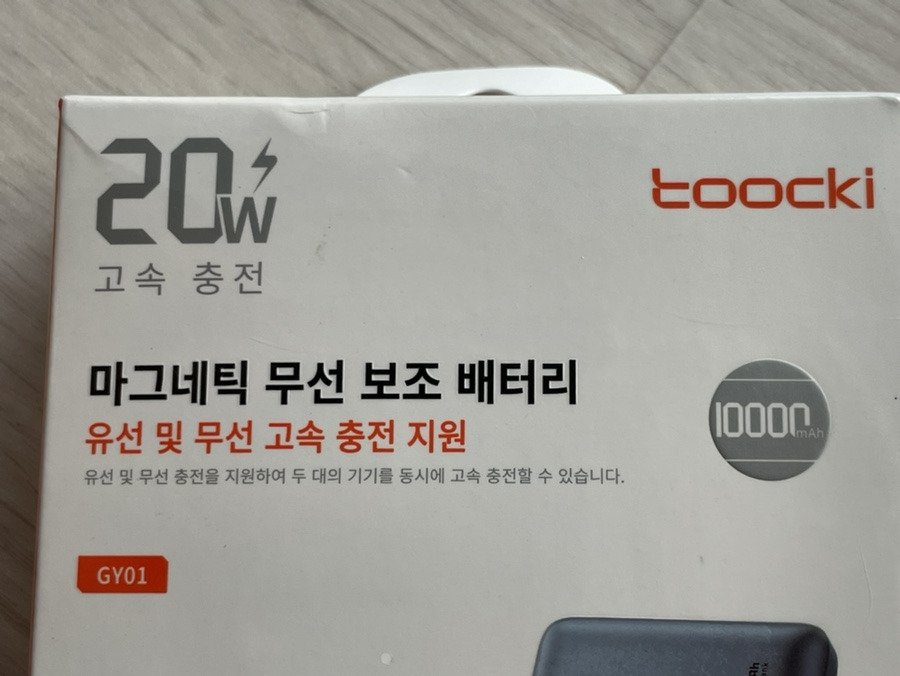 20W
고속 충전
toocki
마그네틱 무선 보조 배터리
유선 및 무선 고속 충전 지원
유선 및 무선 충전을 지원하여 두 대의 기기를 동시에 고속 충전할 수 있습니다.
10000mAh
GY01